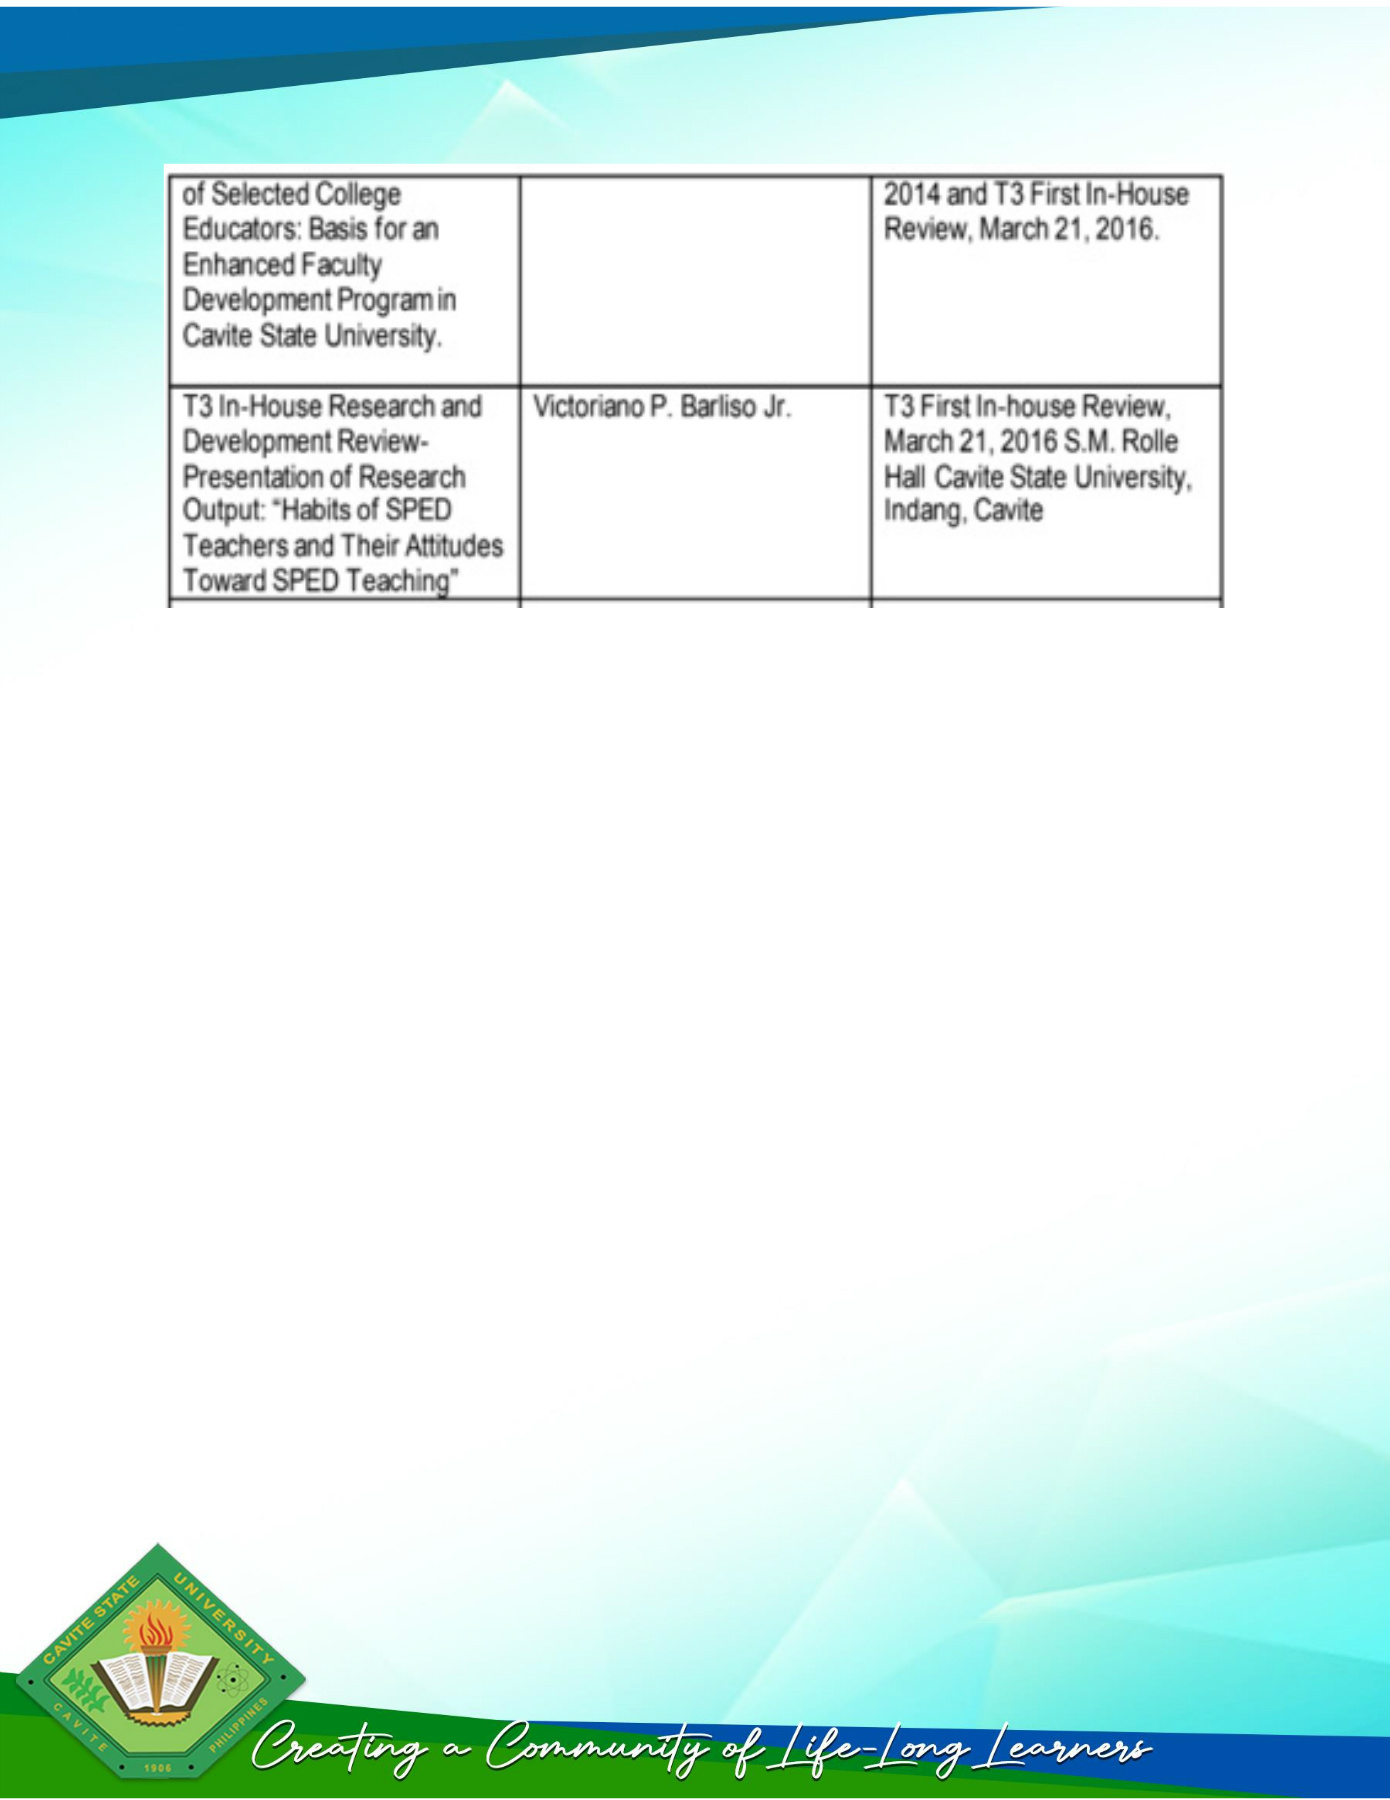 of Selected College
Educators: Basis for an
Enhanced Faculty
Development Program in
Cavite State University.
2014 and T3 First In-House
Review, March 21, 2016.
T3 In-House Research and
Development Review-
Presentation of Research
Output: “Habits of SPED
Teachers and Their Attitudes
Toward SPED Teaching”
Victoriano P. Barliso Jr.
T3 First In-house Review,
March 21, 2016 S.M. Rolle
Hall Cavite State University,
Indang, Cavite
CAVITE STATE UNIVERSITY
CAVITE PHILIPPINES
1906
Creating a Community of Life-Long Learners